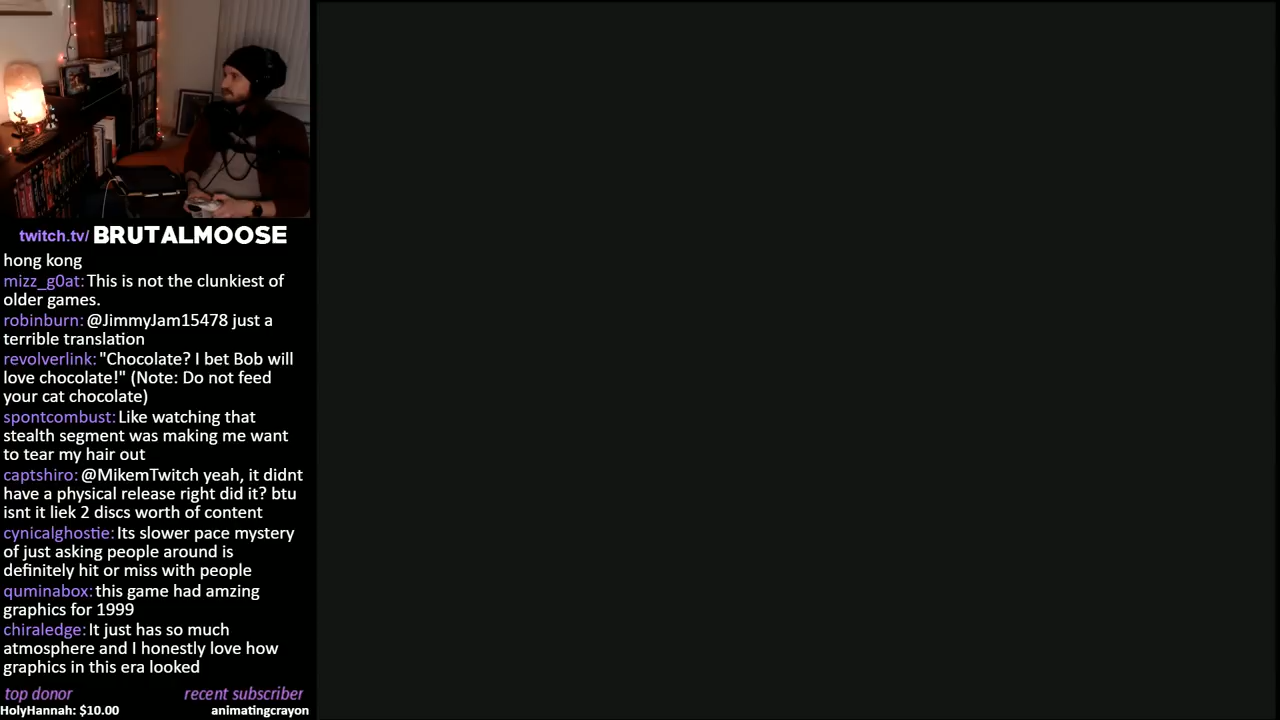 twitch.tv/ BRUTALMOOSE
hong kong
mizz_g0at: This is not the clunkiest of
older games.
robinburn: @JimmyJam15478 just a
terrible translation
revolverlink: "Chocolate? I bet Bob will
love chocolate!" (Note: Do not feed
your cat chocolate)
spontcombust: Like watching that
stealth segment was making me want
to tear my hair out
captshiro: @MikemTwitch yeah, it didnt
have a physical release right did it? btu
isnt it liek 2 discs worth of content
cynicalghostie: Its slower pace mystery
of just asking people around is
definitely hit or miss with people
quminabox: this game had amzing
graphics for 1999
chiraledge: It just has so much
atmosphere and I honestly love how
graphics in this era looked
top donor recent subscriber
HolyHannah: $10.00 animatingcrayon